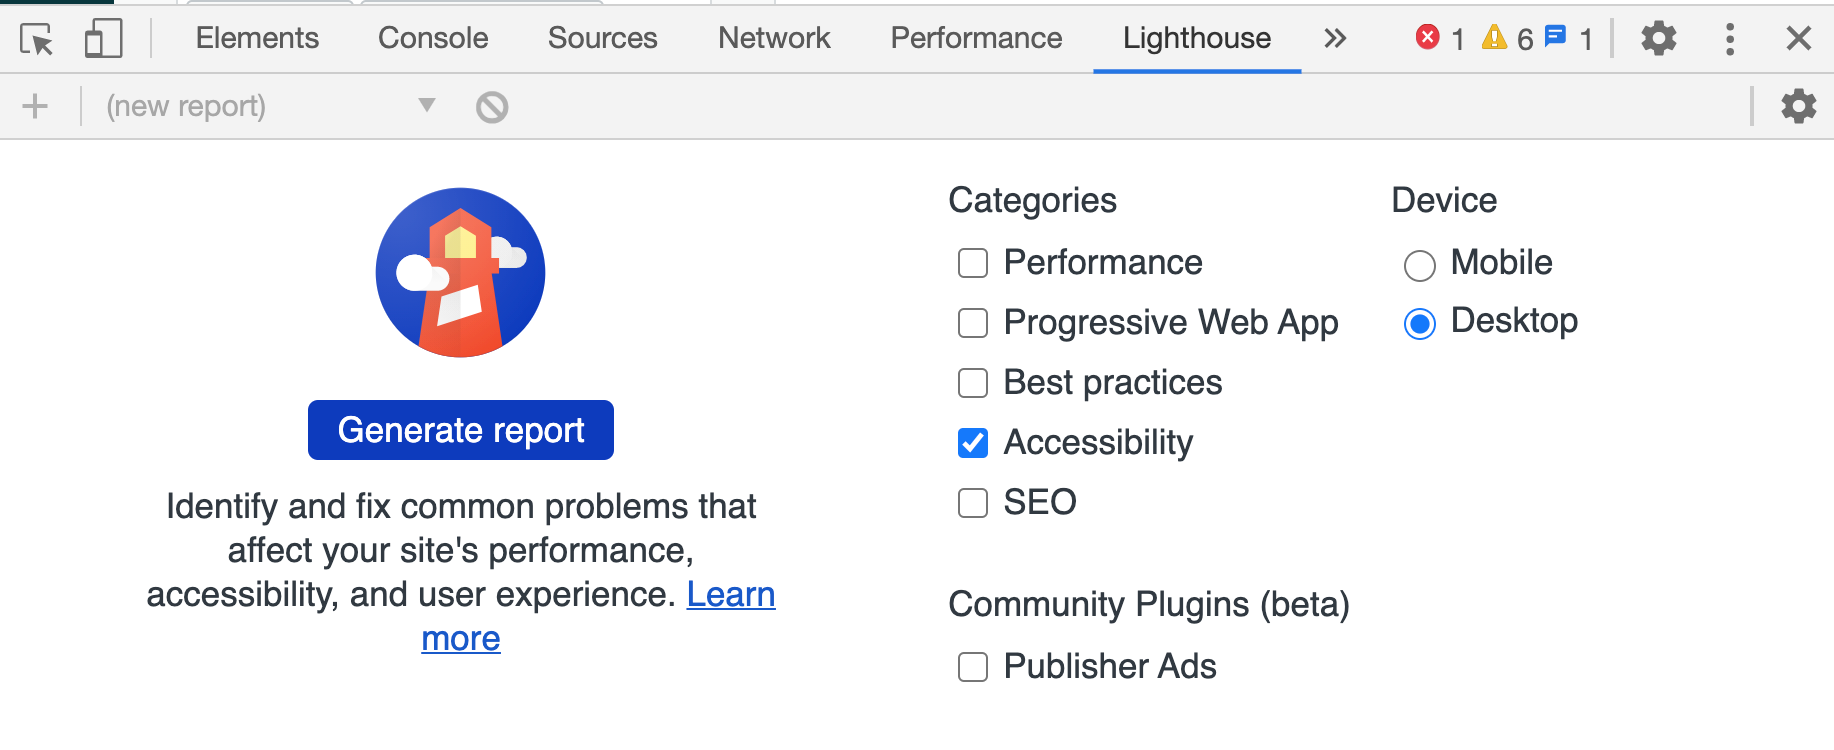 Elements Console Sources Network Performance Lighthouse 1 6 1
(new report)
Categories
Performance
Progressive Web App
Best practices
Accessibility
SEO
Device
Mobile
Desktop
Generate report
Identify and fix common problems that
affect your site's performance,
accessibility, and user experience. Learn
more
Community Plugins (beta)
Publisher Ads